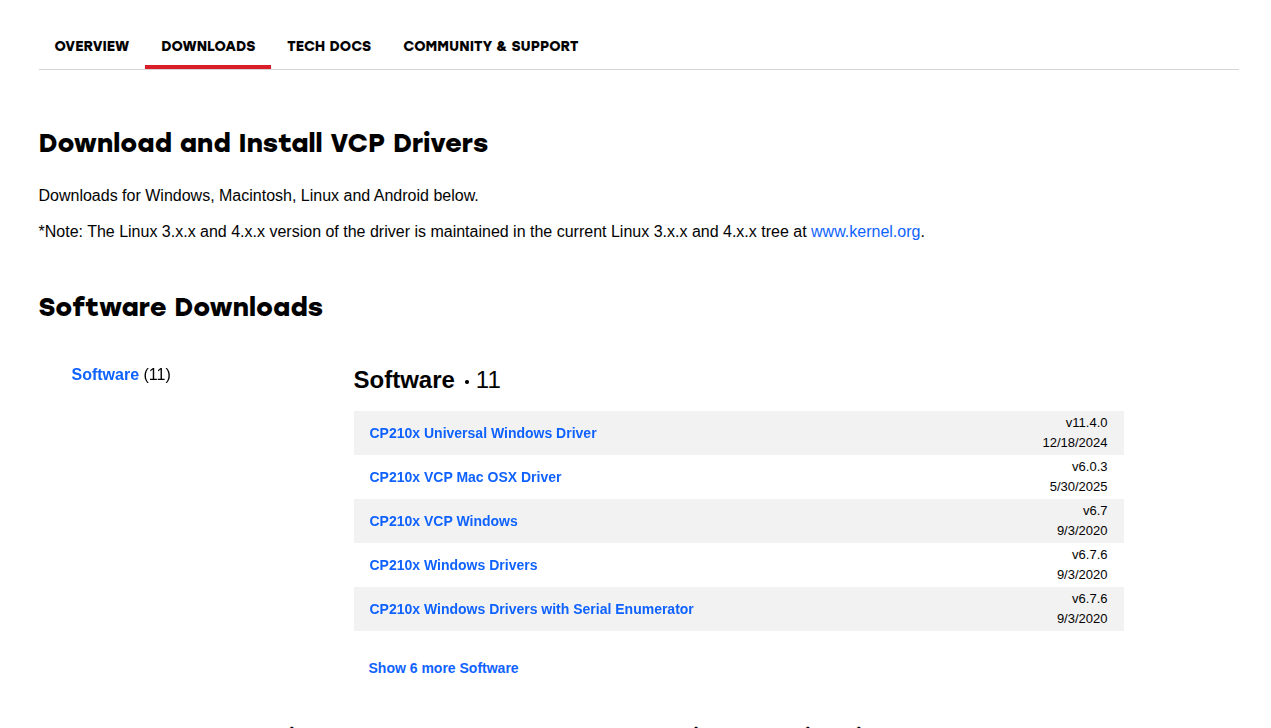 OVERVIEW DOWNLOADS TECH DOCS COMMUNITY & SUPPORT
Download and Install VCP Drivers
Downloads for Windows, Macintosh, Linux and Android below.
*Note: The Linux 3.x.x and 4.x.x version of the driver is maintained in the current Linux 3.x.x and 4.x.x tree at www.kernel.org.
Software Downloads
Software (11)
Software • 11
CP210x Universal Windows Driver
v11.4.0
12/18/2024
CP210x VCP Mac OSX Driver
v6.0.3
5/30/2025
CP210x VCP Windows
v6.7
9/3/2020
CP210x Windows Drivers
v6.7.6
9/3/2020
CP210x Windows Drivers with Serial Enumerator
v6.7.6
9/3/2020
Show 6 more Software